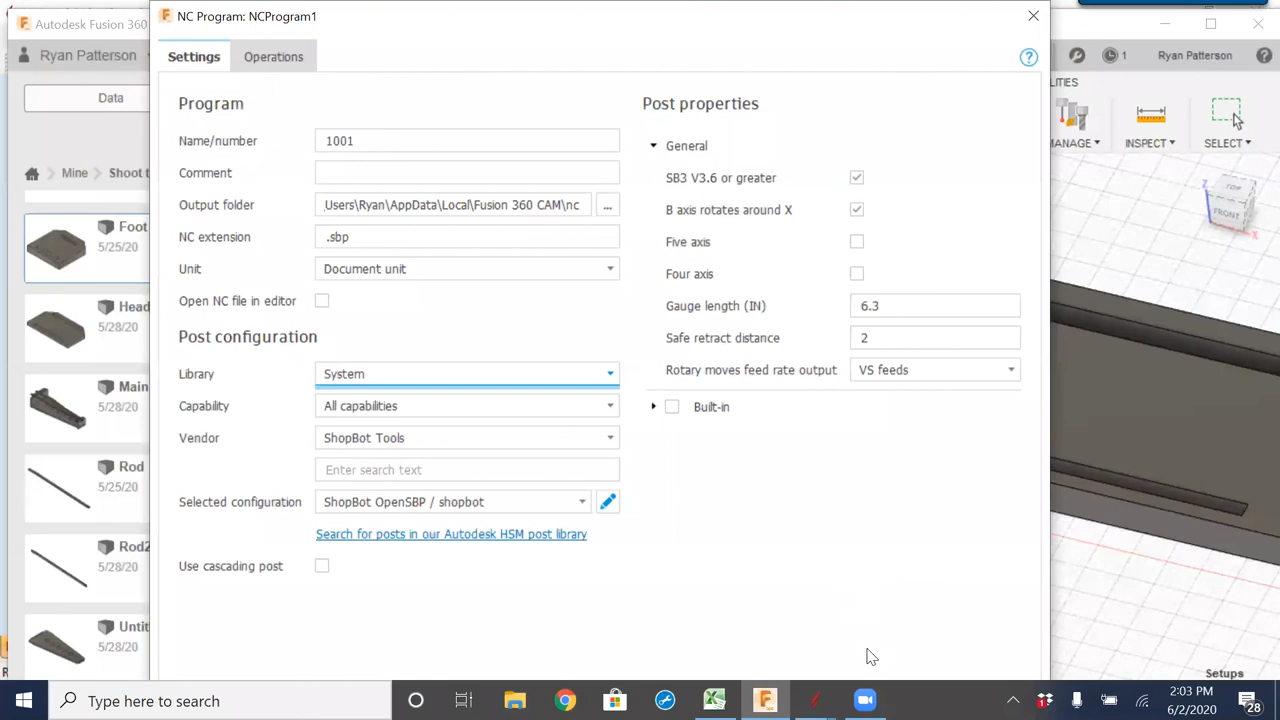 Autodesk Fusion 360
NC Program: NCProgram1
Ryan Patterson
Settings
Operations
1
Ryan Patterson
Data
LITIES
MANAGE
INSPECT
SELECT
Mine
Shoot t
Foot
5/25/20
Head
5/28/20
Main
5/28/20
Rod
5/25/20
Rod2
5/28/20
Untit
5/28/20
Program
Name/number
1001
Comment
Output folder
Users\Ryan\AppData\Local\Fusion 360 CAM\nc
...
NC extension
.sbp
Unit
Document unit
Open NC file in editor
Post configuration
Library
System
Capability
All capabilities
Vendor
ShopBot Tools
Enter search text
Selected configuration
ShopBot OpenSBP / shopbot
Search for posts in our Autodesk HSM post library
Use cascading post
Post properties
General
SB3 V3.6 or greater
B axis rotates around X
Five axis
Four axis
Gauge length (IN)
6.3
Safe retract distance
2
Rotary moves feed rate output
VS feeds
Built-in
Z
TOP
FRONT
X
Setups
Type here to search
2:03 PM
6/2/2020
28